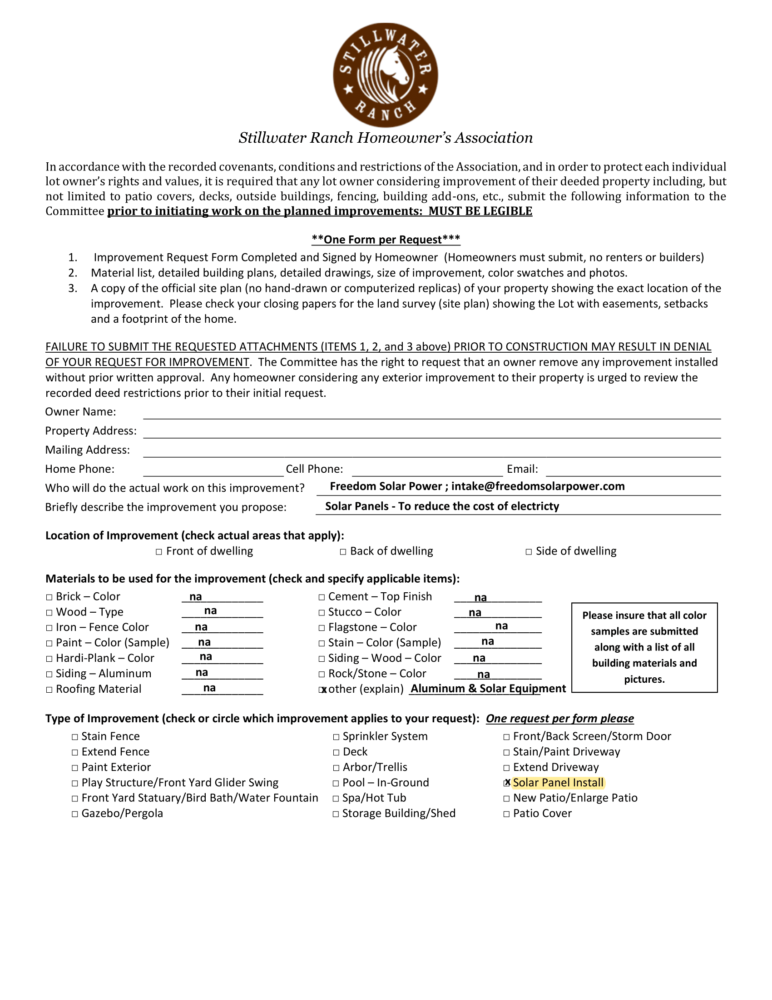 STILLWATER
RANCH
Stillwater Ranch Homeowner’s Association
In accordance with the recorded covenants, conditions and restrictions of the Association, and in order to protect each individual
lot owner’s rights and values, it is required that any lot owner considering improvement of their deeded property including, but
not limited to patio covers, decks, outside buildings, fencing, building add-ons, etc., submit the following information to the
Committee prior to initiating work on the planned improvements:  MUST BE LEGIBLE
**One Form per Request***
1. Improvement Request Form Completed and Signed by Homeowner  (Homeowners must submit, no renters or builders)
2. Material list, detailed building plans, detailed drawings, size of improvement, color swatches and photos.
3. A copy of the official site plan (no hand-drawn or computerized replicas) of your property showing the exact location of the
improvement.  Please check your closing papers for the land survey (site plan) showing the Lot with easements, setbacks
and a footprint of the home.
FAILURE TO SUBMIT THE REQUESTED ATTACHMENTS (ITEMS 1, 2, and 3 above) PRIOR TO CONSTRUCTION MAY RESULT IN DENIAL
OF YOUR REQUEST FOR IMPROVEMENT.  The Committee has the right to request that an owner remove any improvement installed
without prior written approval.  Any homeowner considering any exterior improvement to their property is urged to review the
recorded deed restrictions prior to their initial request.
Owner Name:
Property Address:
Mailing Address:
Home Phone: Cell Phone: Email:
Who will do the actual work on this improvement? Freedom Solar Power ; intake@freedomsolarpower.com
Briefly describe the improvement you propose: Solar Panels - To reduce the cost of electricty
Location of Improvement (check actual areas that apply):
□ Front of dwelling □ Back of dwelling □ Side of dwelling
Materials to be used for the improvement (check and specify applicable items):
□ Brick – Color na □ Cement – Top Finish na
□ Wood – Type na □ Stucco – Color na
□ Iron – Fence Color na □ Flagstone – Color na
□ Paint – Color (Sample) na □ Stain – Color (Sample) na
□ Hardi-Plank – Color na □ Siding – Wood – Color na
□ Siding – Aluminum na □ Rock/Stone – Color na
□ Roofing Material na □ x other (explain) Aluminum & Solar Equipment
Please insure that all color
samples are submitted
along with a list of all
building materials and
pictures.
Type of Improvement (check or circle which improvement applies to your request):  One request per form please
□ Stain Fence □ Sprinkler System □ Front/Back Screen/Storm Door
□ Extend Fence □ Deck □ Stain/Paint Driveway
□ Paint Exterior □ Arbor/Trellis □ Extend Driveway
□ Play Structure/Front Yard Glider Swing □ Pool – In-Ground □ x Solar Panel Install
□ Front Yard Statuary/Bird Bath/Water Fountain □ Spa/Hot Tub □ New Patio/Enlarge Patio
□ Gazebo/Pergola □ Storage Building/Shed □ Patio Cover